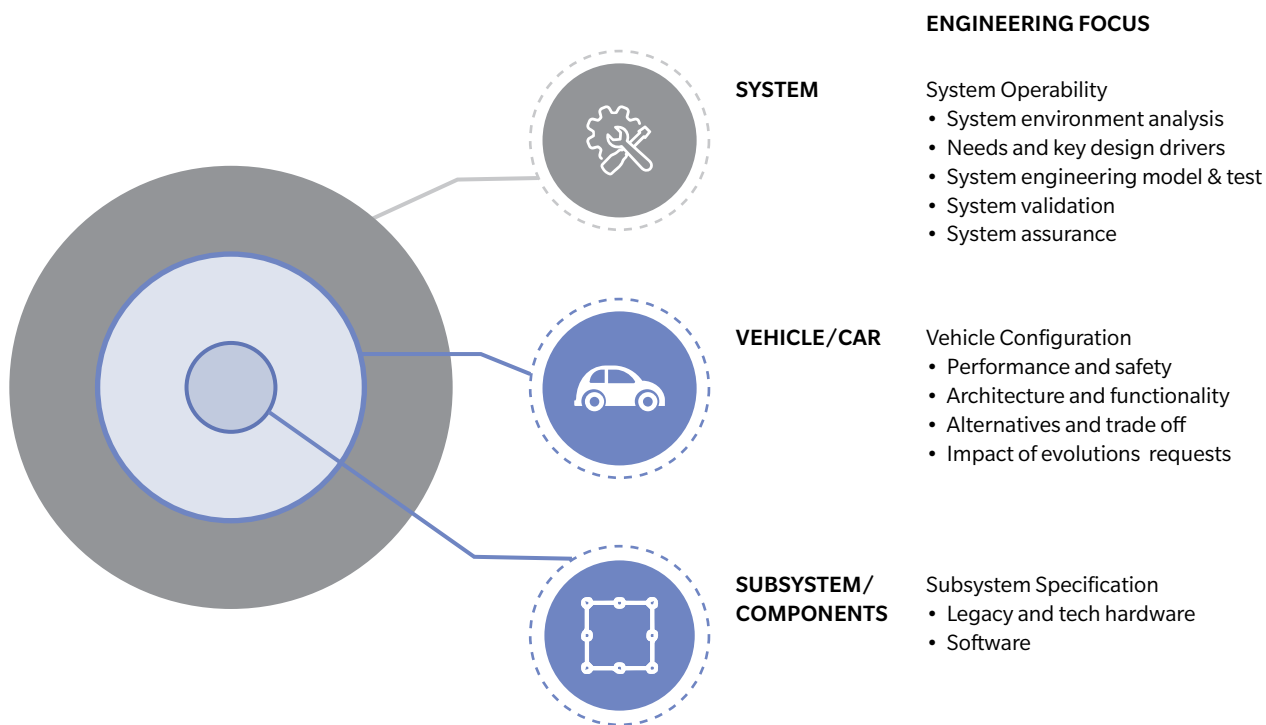 ENGINEERING FOCUS
SYSTEM
System Operability
• System environment analysis
• Needs and key design drivers
• System engineering model & test
• System validation
• System assurance
VEHICLE/CAR
Vehicle Configuration
• Performance and safety
• Architecture and functionality
• Alternatives and trade off
• Impact of evolutions requests
SUBSYSTEM/
COMPONENTS
Subsystem Specification
• Legacy and tech hardware
• Software